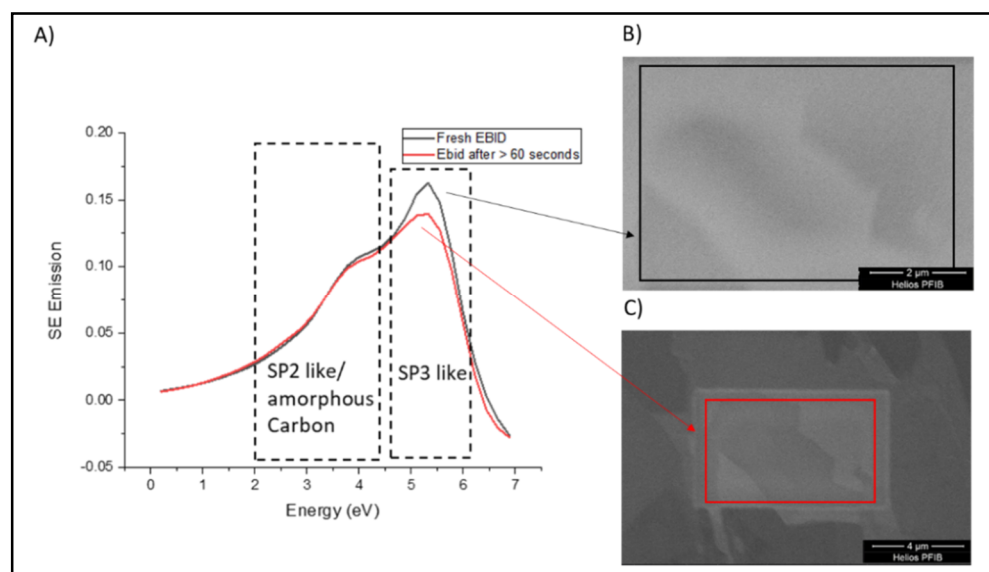 A)
0.20
0.15
0.10
0.05
0.00
-0.05
SE Emission
0
1
2
3
4
5
6
7
Energy (eV)
Fresh EBID
Ebid after > 60 seconds
SP2 like/
amorphous
Carbon
SP3 like
B)
2 µm
Helios PFIB
C)
4 µm
Helios PFIB